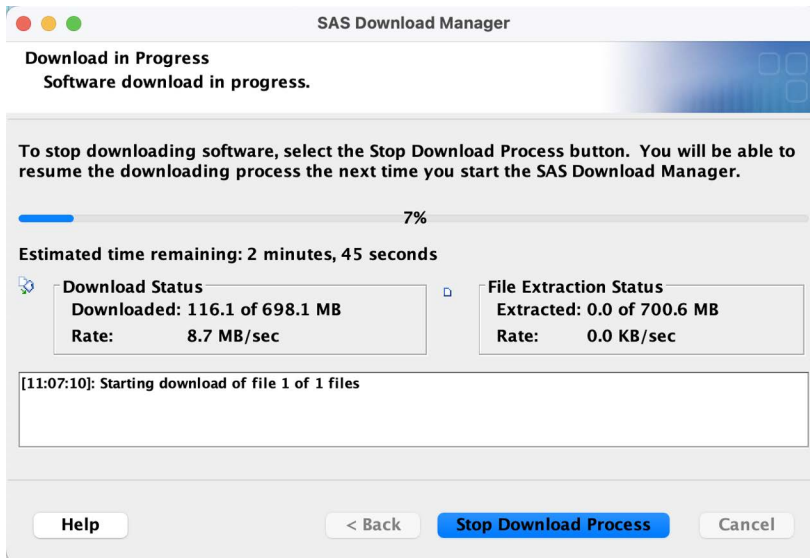 SAS Download Manager
Download in Progress
Software download in progress.
To stop downloading software, select the Stop Download Process button.  You will be able to
resume the downloading process the next time you start the SAS Download Manager.
7%
Estimated time remaining: 2 minutes, 45 seconds
Download Status
Downloaded: 116.1 of 698.1 MB
Rate: 8.7 MB/sec
File Extraction Status
Extracted: 0.0 of 700.6 MB
Rate: 0.0 KB/sec
[11:07:10]: Starting download of file 1 of 1 files
Help
< Back
Stop Download Process
Cancel